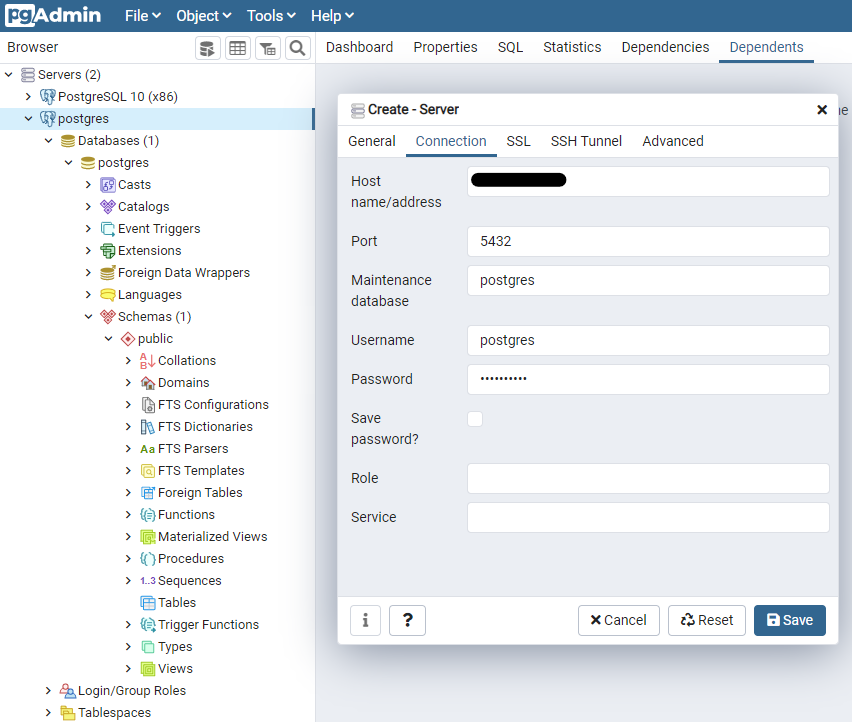 pgAdmin File Object Tools Help
Browser
Dashboard Properties SQL Statistics Dependencies Dependents
Servers (2)
PostgreSQL 10 (x86)
postgres
Databases (1)
postgres
Casts
Catalogs
Event Triggers
Extensions
Foreign Data Wrappers
Languages
Schemas (1)
public
Collations
Domains
FTS Configurations
FTS Dictionaries
FTS Parsers
FTS Templates
Foreign Tables
Functions
Materialized Views
Procedures
1..3 Sequences
Tables
Trigger Functions
Types
Views
Login/Group Roles
Tablespaces
Create - Server
General Connection SSL SSH Tunnel Advanced
Host
name/address
Port 5432
Maintenance postgres
database
Username postgres
Password ••••••••••
Save
password?
Role
Service
i ? Cancel Reset Save